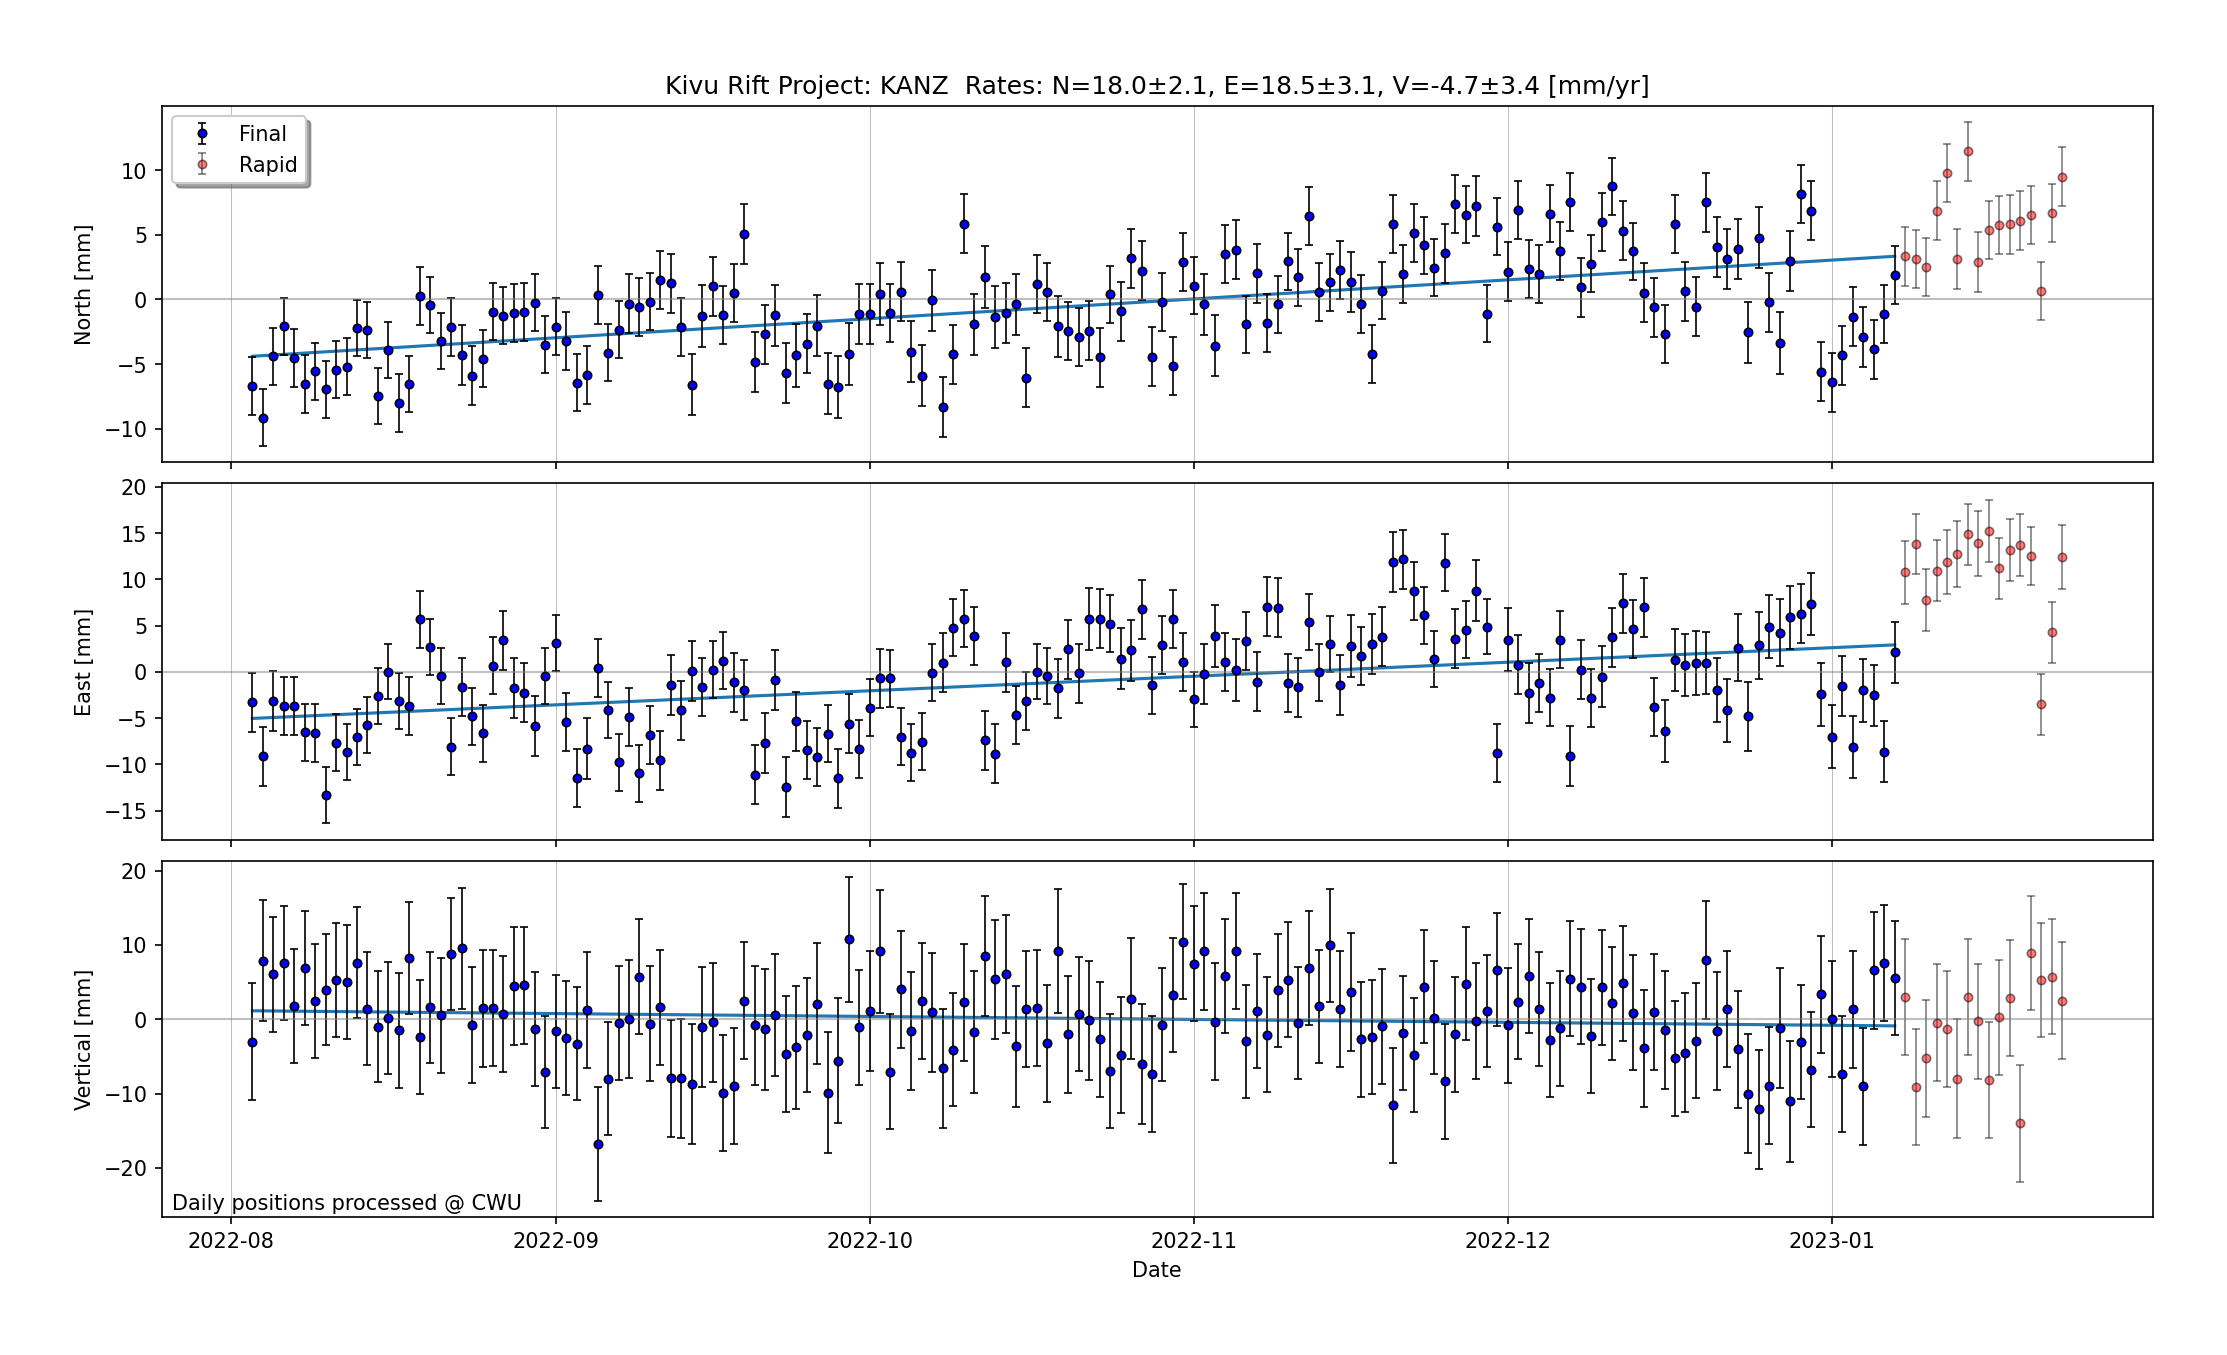 Kivu Rift Project: KANZ  Rates: N=18.0±2.1, E=18.5±3.1, V=-4.7±3.4 [mm/yr]
Final
Rapid
North [mm]
10
5
0
−5
−10
East [mm]
20
15
10
5
0
−5
−10
−15
Vertical [mm]
20
10
0
−10
−20
Daily positions processed @ CWU
2022-08 2022-09 2022-10 2022-11 2022-12 2023-01
Date